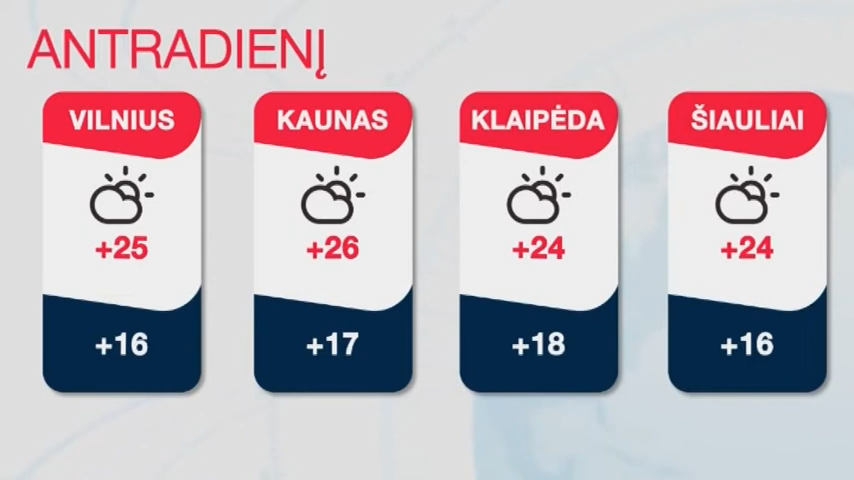 ANTRADIENĮ
VILNIUS KAUNAS KLAIPĖDA ŠIAULIAI
+25 +26 +24 +24
+16 +17 +18 +16